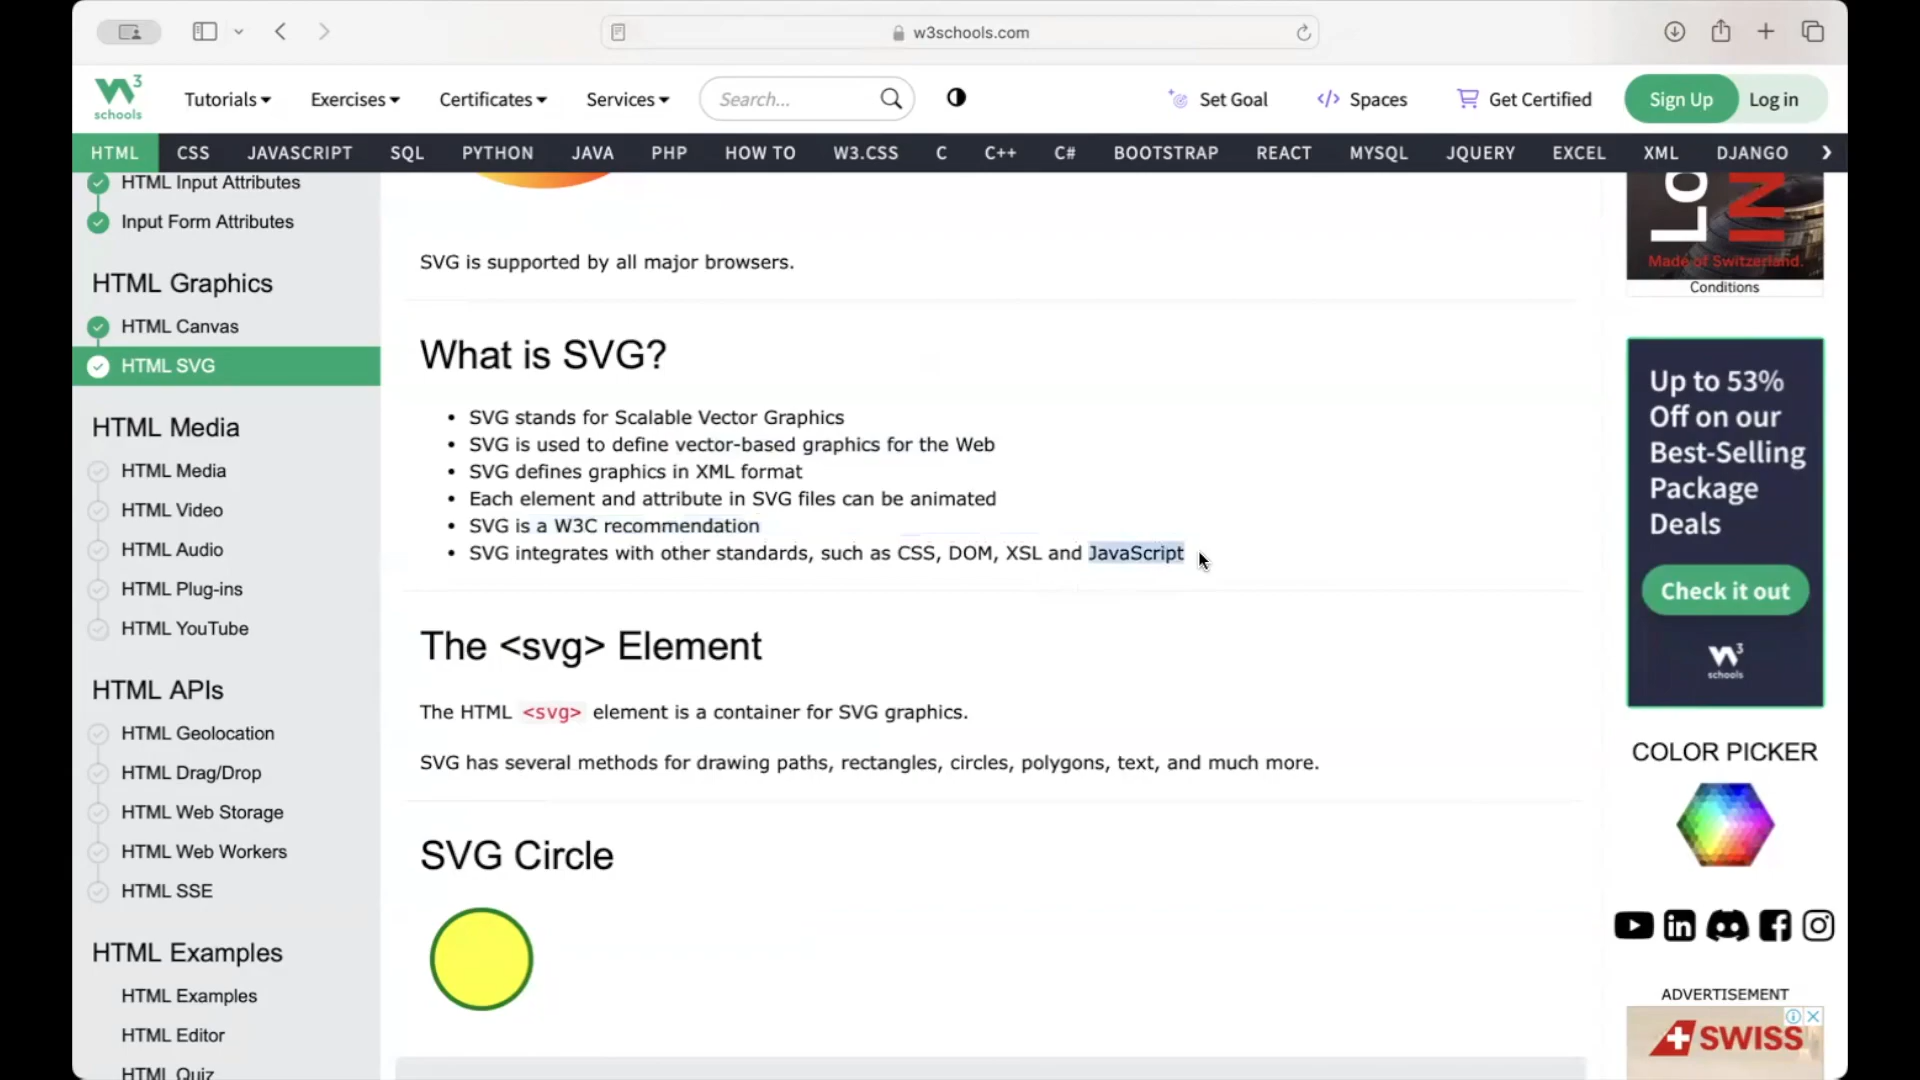 w3schools.com
3
schools
Tutorials
Exercises
Certificates
Services
Search...
Set Goal
</> Spaces
Get Certified
Sign Up
Log in
HTML CSS JAVASCRIPT SQL PYTHON JAVA PHP HOW TO W3.CSS C C++ C# BOOTSTRAP REACT MYSQL JQUERY EXCEL XML DJANGO
HTML Input Attributes
Input Form Attributes
HTML Graphics
HTML Canvas
HTML SVG
HTML Media
HTML Media
HTML Video
HTML Audio
HTML Plug-ins
HTML YouTube
HTML APIs
HTML Geolocation
HTML Drag/Drop
HTML Web Storage
HTML Web Workers
HTML SSE
HTML Examples
HTML Examples
HTML Editor
HTML Quiz
SVG is supported by all major browsers.
What is SVG?
• SVG stands for Scalable Vector Graphics
• SVG is used to define vector-based graphics for the Web
• SVG defines graphics in XML format
• Each element and attribute in SVG files can be animated
• SVG is a W3C recommendation
• SVG integrates with other standards, such as CSS, DOM, XSL and JavaScript
The <svg> Element
The HTML <svg> element is a container for SVG graphics.
SVG has several methods for drawing paths, rectangles, circles, polygons, text, and much more.
SVG Circle
LO
IN
Made of Switzerland.
Conditions
Up to 53%
Off on our
Best-Selling
Package
Deals
Check it out
3
schools
COLOR PICKER
in
ADVERTISEMENT
SWISS